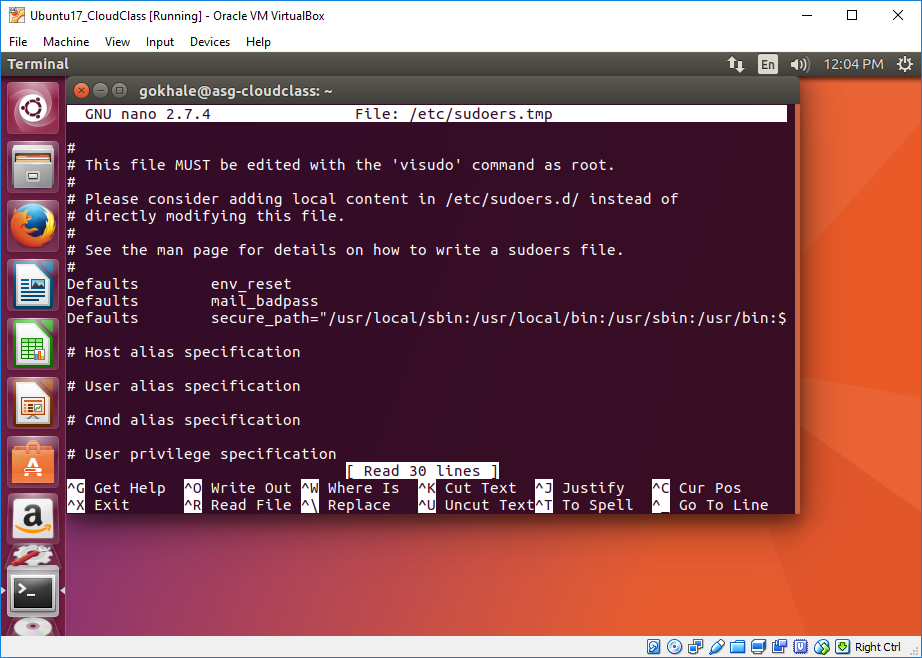 Ubuntu17_CloudClass [Running] - Oracle VM VirtualBox
File Machine View Input Devices Help
Terminal En 12:04 PM
gokhale@asg-cloudclass: ~
GNU nano 2.7.4 File: /etc/sudoers.tmp
#
# This file MUST be edited with the 'visudo' command as root.
#
# Please consider adding local content in /etc/sudoers.d/ instead of
# directly modifying this file.
#
# See the man page for details on how to write a sudoers file.
#
Defaults env_reset
Defaults mail_badpass
Defaults secure_path="/usr/local/sbin:/usr/local/bin:/usr/sbin:/usr/bin:$
# Host alias specification
# User alias specification
# Cmnd alias specification
# User privilege specification
[ Read 30 lines ]
^G Get Help ^O Write Out ^W Where Is ^K Cut Text ^J Justify ^C Cur Pos
^X Exit ^R Read File ^\ Replace ^U Uncut Text ^T To Spell ^_ Go To Line
Right Ctrl